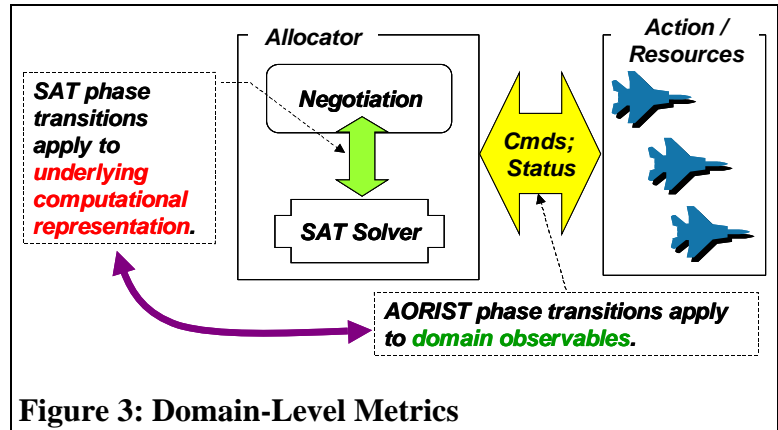 Allocator
Action /
Resources
SAT phase
transitions
apply to
underlying
computational
representation.
Negotiation
SAT Solver
Cmds;
Status
AORIST phase transitions apply
to domain observables.
Figure 3: Domain-Level Metrics